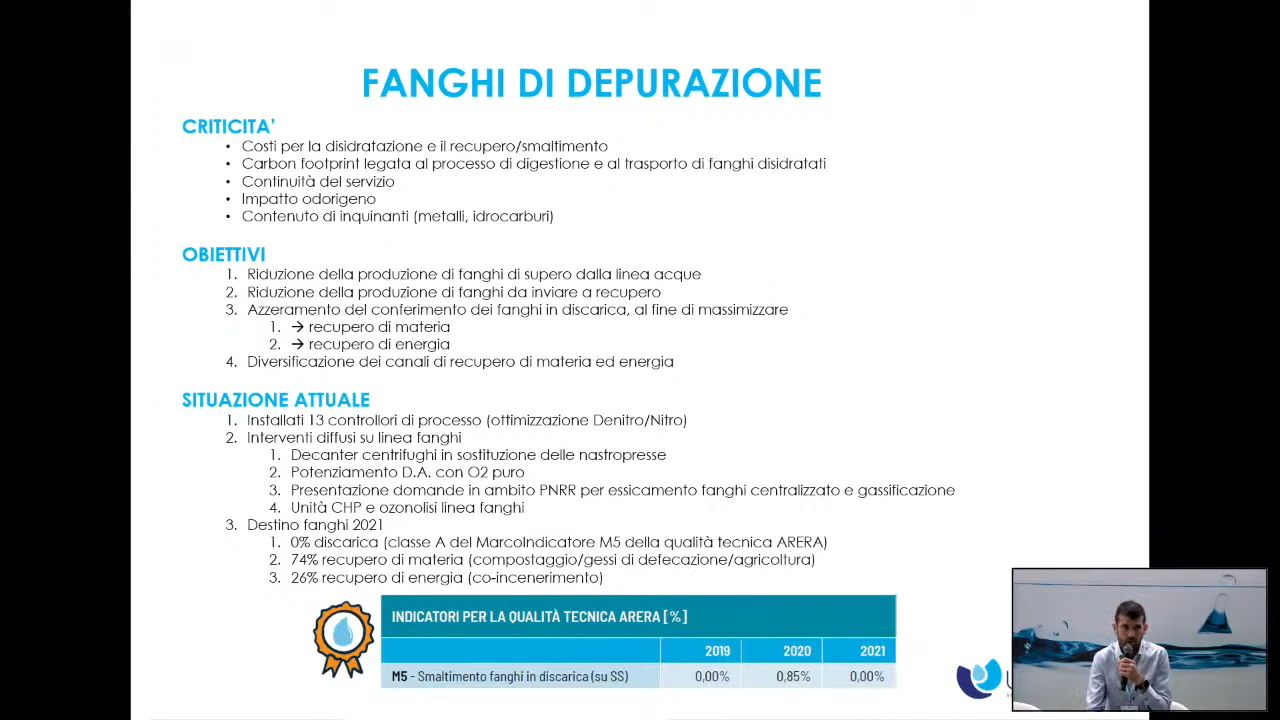 FANGHI DI DEPURAZIONE
CRITICITA'
• Costi per la disidratazione e il recupero/smaltimento
• Carbon footprint legata al processo di digestione e al trasporto di fanghi disidratati
• Continuità del servizio
• Impatto odorigeno
• Contenuto di inquinanti (metalli, idrocarburi)
OBIETTIVI
1. Riduzione della produzione di fanghi di supero dalla linea acque
2. Riduzione della produzione di fanghi da inviare a recupero
3. Azzeramento del conferimento dei fanghi in discarica, al fine di massimizzare
1. → recupero di materia
2. → recupero di energia
4. Diversificazione dei canali di recupero di materia ed energia
SITUAZIONE ATTUALE
1. Installati 13 controllori di processo (ottimizzazione Denitro/Nitro)
2. Interventi diffusi su linea fanghi
1. Decanter centrifughi in sostituzione delle nastropresse
2. Potenziamento D.A. con O2 puro
3. Presentazione domande in ambito PNRR per essicamento fanghi centralizzato e gassificazione
4. Unità CHP e ozonolisi linea fanghi
3. Destino fanghi 2021
1. 0% discarica (classe A del MarcoIndicatore M5 della qualità tecnica ARERA)
2. 74% recupero di materia (compostaggio/gessi di defecazione/agricoltura)
3. 26% recupero di energia (co-incenerimento)
INDICATORI PER LA QUALITÀ TECNICA ARERA [%]
2019 2020 2021
M5 - Smaltimento fanghi in discarica (su SS) 0,00% 0,85% 0,00%